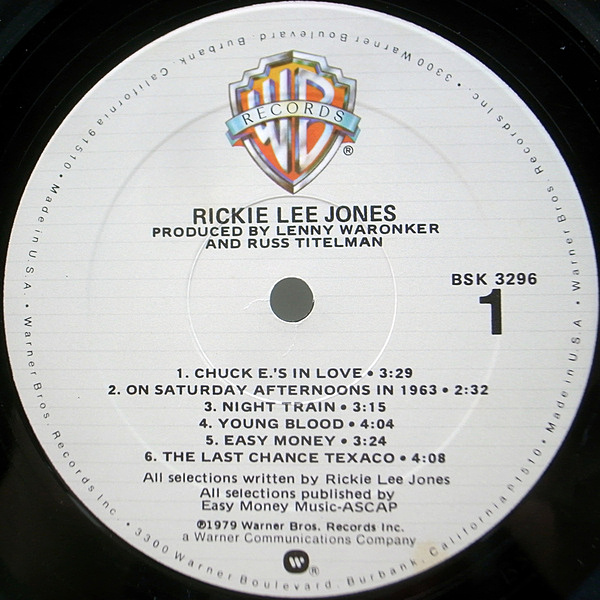 WB
RECORDS
®
RICKIE LEE JONES
PRODUCED BY LENNY WARONKER
AND RUSS TITELMAN
BSK 3296
1
1. CHUCK E.'S IN LOVE • 3:29
2. ON SATURDAY AFTERNOONS IN 1963 • 2:32
3. NIGHT TRAIN • 3:15
4. YOUNG BLOOD • 4:04
5. EASY MONEY • 3:24
6. THE LAST CHANCE TEXACO • 4:08
All selections written by Rickie Lee Jones
All selections published by
Easy Money Music-ASCAP
℗1979 Warner Bros. Records Inc.
a Warner Communications Company
W ®
Made in U.S.A. • Warner Bros. Records Inc. • 3300 Warner Boulevard, Burbank, California 91510 • Made in U.S.A. • Warner Bros. Records Inc. • 3300 Warner Boulevard, Burbank, California 91510 •